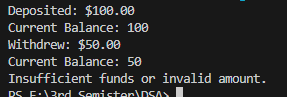 Deposited: $100.00
Current Balance: 100
Withdrew: $50.00
Current Balance: 50
Insufficient funds or invalid amount.
PS E:\3rd Semister\DSA>